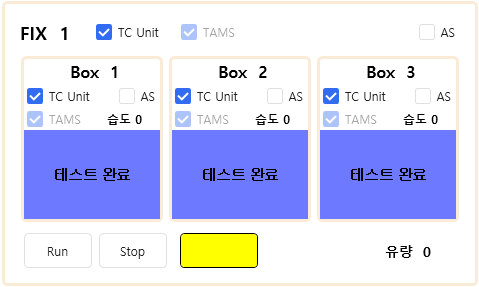 FIX 1 TC Unit TAMS AS
Box 1 Box 2 Box 3
TC Unit AS TC Unit AS TC Unit AS
TAMS 습도 0 TAMS 습도 0 TAMS 습도 0
테스트 완료 테스트 완료 테스트 완료
Run Stop 유량 0